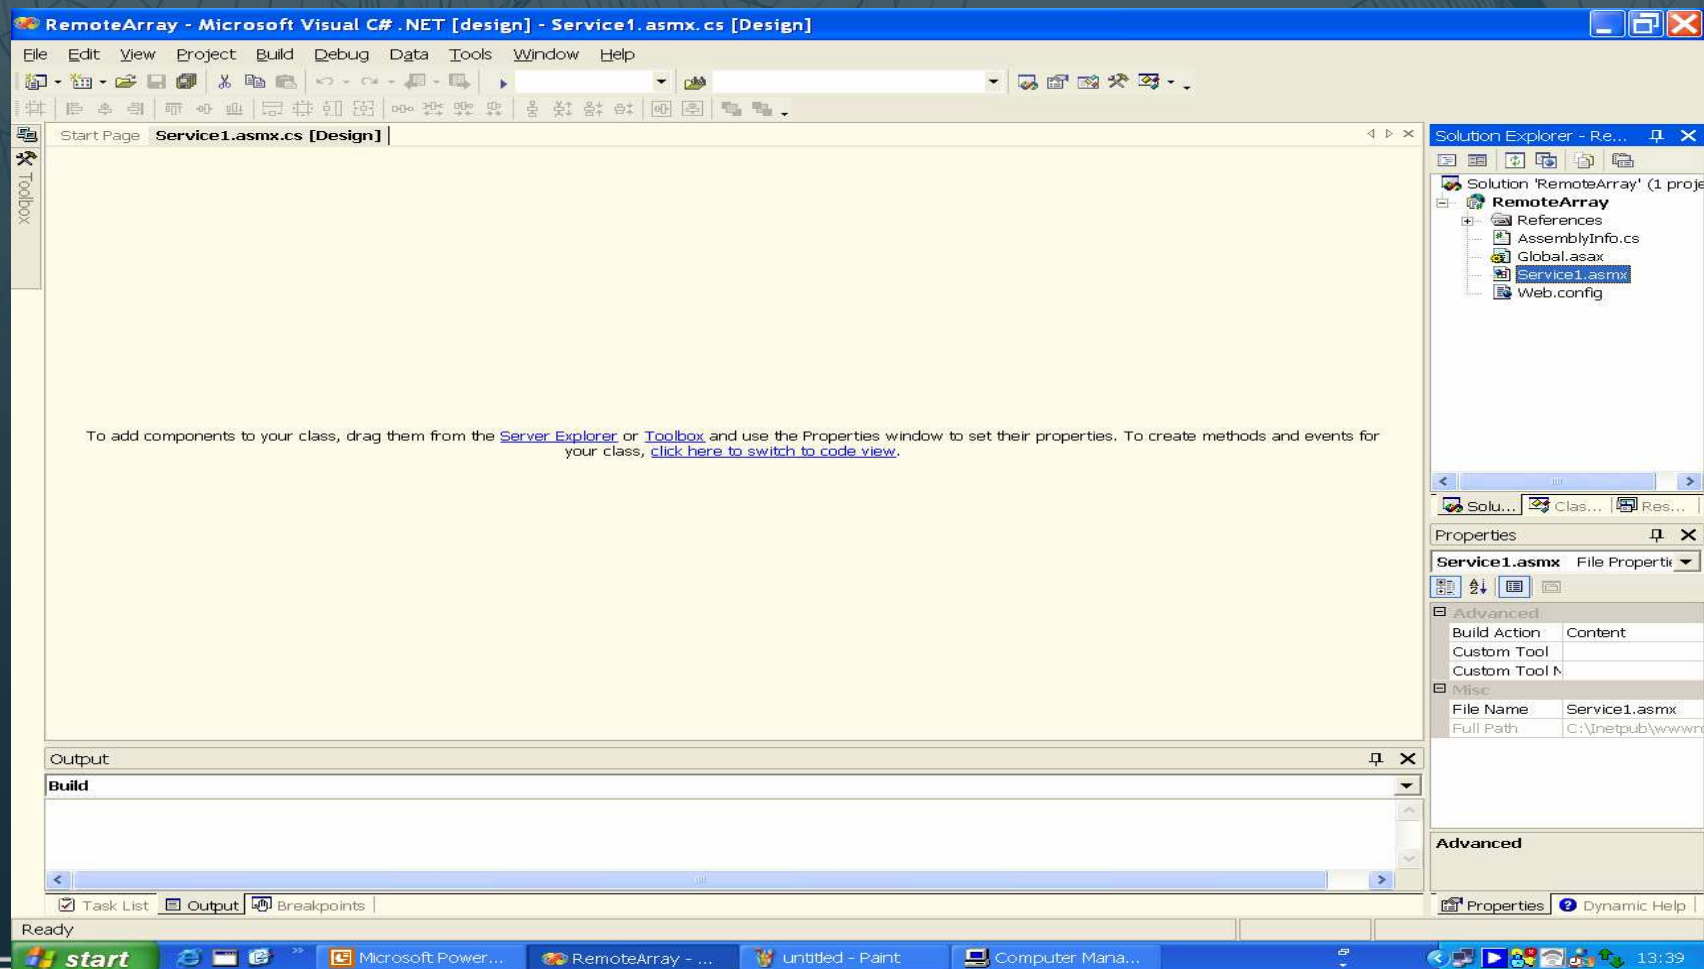 RemoteArray - Microsoft Visual C# .NET [design] - Service1.asmx.cs [Design]
File Edit View Project Build Debug Data Tools Window Help
Start Page Service1.asmx.cs [Design]
Toolbox
To add components to your class, drag them from the Server Explorer or Toolbox and use the Properties window to set their properties. To create methods and events for
your class, click here to switch to code view.
Output
Build
Task List Output Breakpoints
Ready
Solution Explorer - Re...
Solution 'RemoteArray' (1 proje
RemoteArray
References
AssemblyInfo.cs
Global.asax
Service1.asmx
Web.config
Solu... Clas... Res...
Properties
Service1.asmx File Properti
Advanced
Build Action Content
Custom Tool
Custom Tool N
Misc
File Name Service1.asmx
Full Path C:\Inetpub\wwwr
Advanced
Properties Dynamic Help
start Microsoft Power... RemoteArray - ... untitled - Paint Computer Mana... 13:39